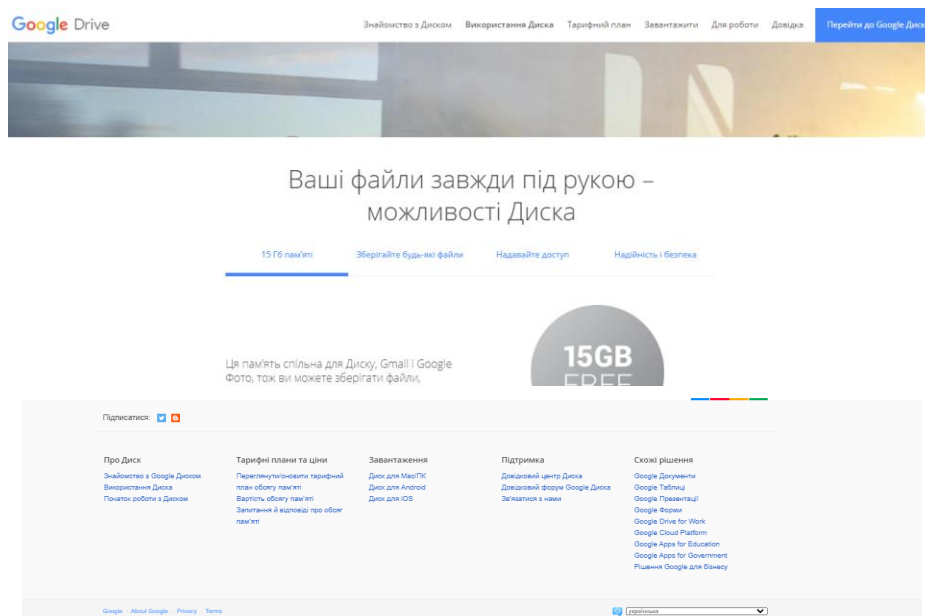 Google Drive
Знайомство з Диском Використання Диска Тарифний план Завантажити Для роботи Довідка Перейти до Google Диск
Ваші файли завжди під рукою –
можливості Диска
15 Гб пам'яті Зберігайте будь-які файли Надавайте доступ Надійність і безпека
Ця пам'ять спільна для Диску, Gmail і Google
Фото, тож ви можете зберігати файли,
15GB
FREE
Підписатися:
Про Диск
Знайомство з Google Диском
Використання Диска
Початок роботи з Диском
Тарифні плани та ціни
Переглянути/оновити тарифний
план обсягу пам'яті
Вартість обсягу пам'яті
Запитання й відповіді про обсяг
пам'яті
Завантаження
Диск для Mac/ПК
Диск для Android
Диск для iOS
Підтримка
Довідковий центр Диска
Довідковий форум Google Диска
Зв'язатися з нами
Схожі рішення
Google Документи
Google Таблиці
Google Презентації
Google Форми
Google Drive for Work
Google Cloud Platform
Google Apps for Education
Google Apps for Government
Рішення Google для бізнесу
Google · About Google · Privacy · Terms
українська